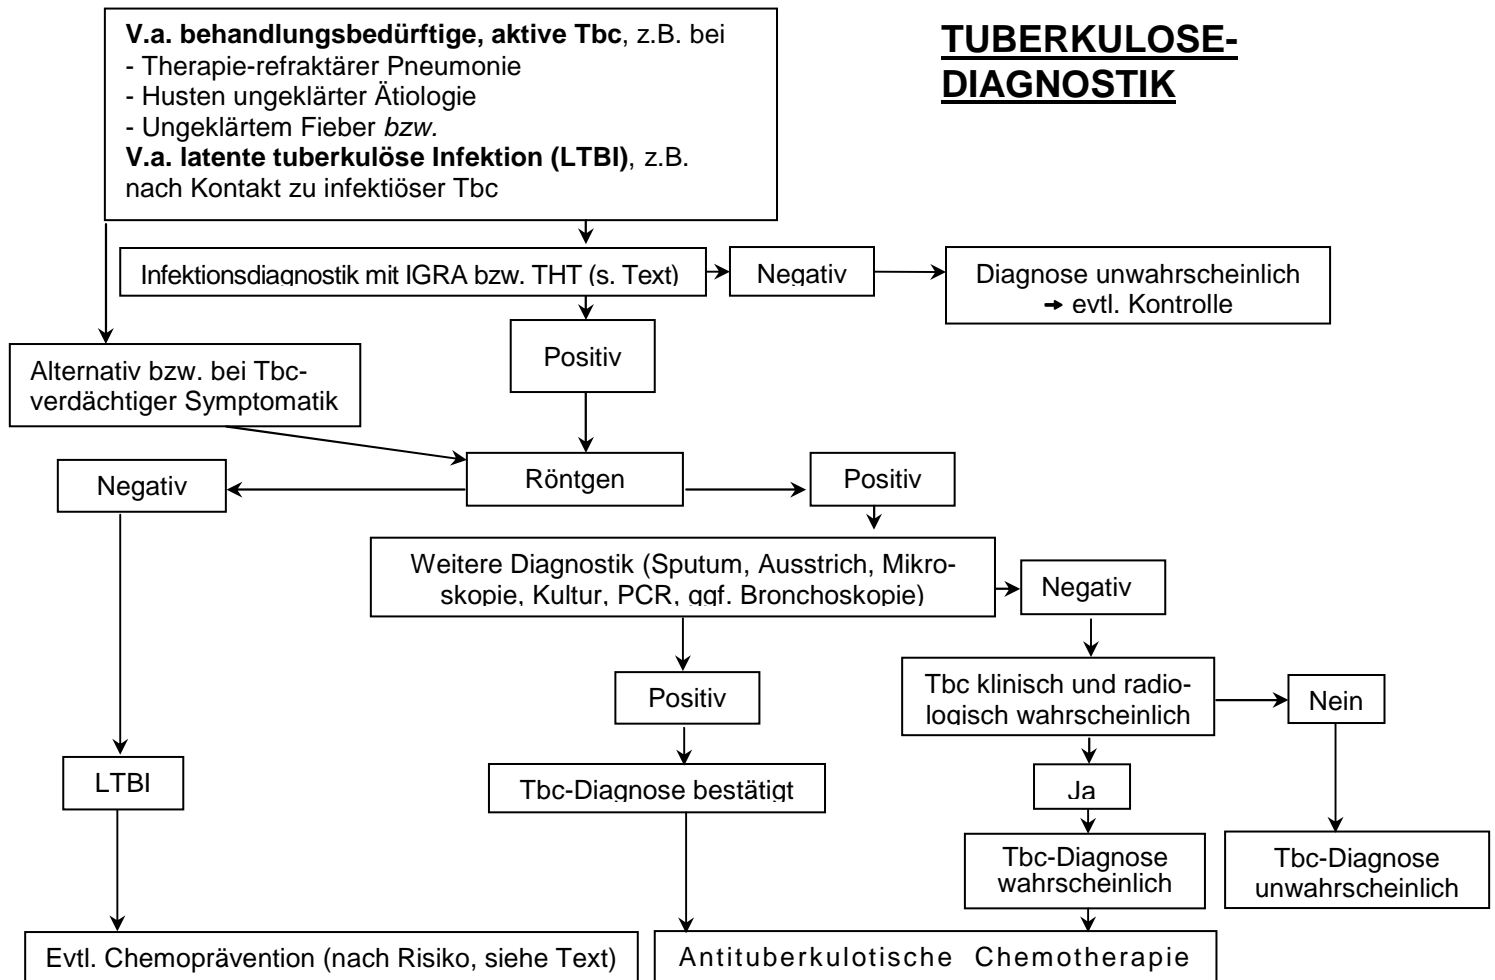 TUBERKULOSE-
DIAGNOSTIK
V.a. behandlungsbedürftige, aktive Tbc, z.B. bei
- Therapie-refraktärer Pneumonie
- Husten ungeklärter Ätiologie
- Ungeklärtem Fieber bzw.
V.a. latente tuberkulöse Infektion (LTBI), z.B.
nach Kontakt zu infektiöser Tbc
Infektionsdiagnostik mit IGRA bzw. THT (s. Text)
Negativ
Diagnose unwahrscheinlich
➔ evtl. Kontrolle
Positiv
Alternativ bzw. bei Tbc-
verdächtiger Symptomatik
Negativ
Röntgen
Positiv
Weitere Diagnostik (Sputum, Ausstrich, Mikro-
skopie, Kultur, PCR, ggf. Bronchoskopie)
Negativ
Positiv
Tbc klinisch und radio-
logisch wahrscheinlich
Nein
LTBI
Tbc-Diagnose bestätigt
Ja
Tbc-Diagnose
wahrscheinlich
Tbc-Diagnose
unwahrscheinlich
Evtl. Chemoprävention (nach Risiko, siehe Text)
Antituberkulotische Chemotherapie